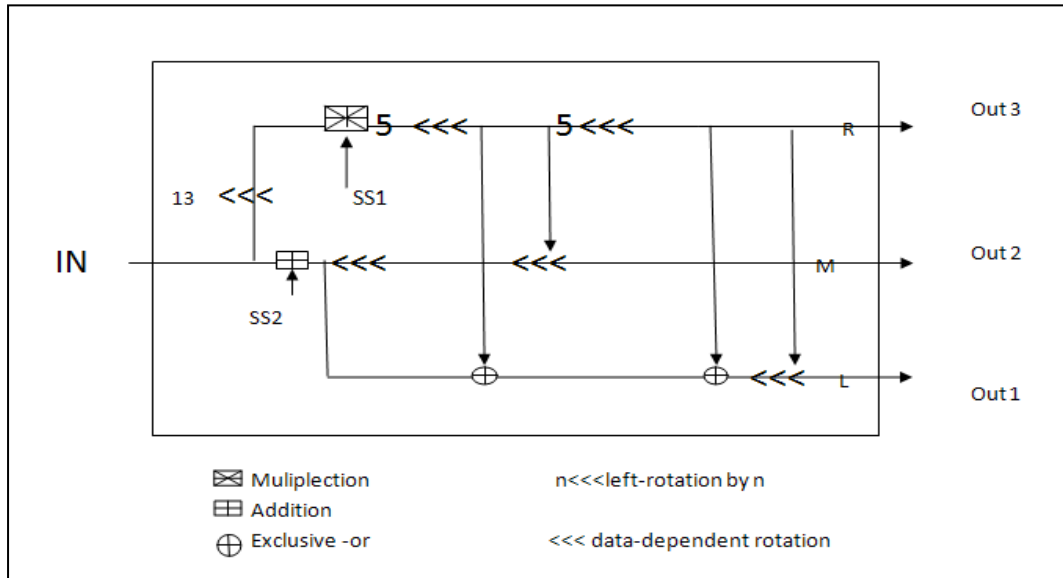 Out 3
5 <<< 5 <<< R
13 <<< SS1
IN <<< <<< M Out 2
SS2
<<< L Out 1
Muliplection n<<<left-rotation by n
Addition
Exclusive -or <<< data-dependent rotation